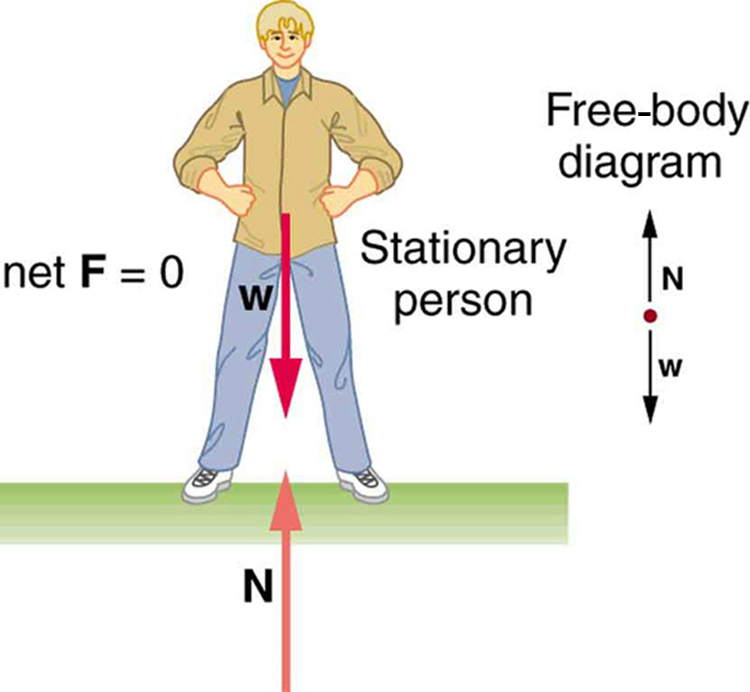 Free-body
diagram
net F = 0
Stationary
person
w
N
w
N